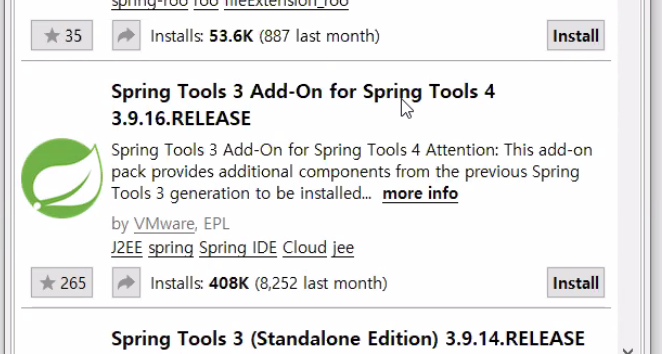 spring-roo roo fileExtension_roo
35 Installs: 53.6K (887 last month) Install
Spring Tools 3 Add-On for Spring Tools 4
3.9.16.RELEASE
Spring Tools 3 Add-On for Spring Tools 4 Attention: This add-on
pack provides additional components from the previous Spring
Tools 3 generation to be installed... more info
by VMware, EPL
J2EE spring Spring IDE Cloud jee
265 Installs: 408K (8,252 last month) Install
Spring Tools 3 (Standalone Edition) 3.9.14.RELEASE